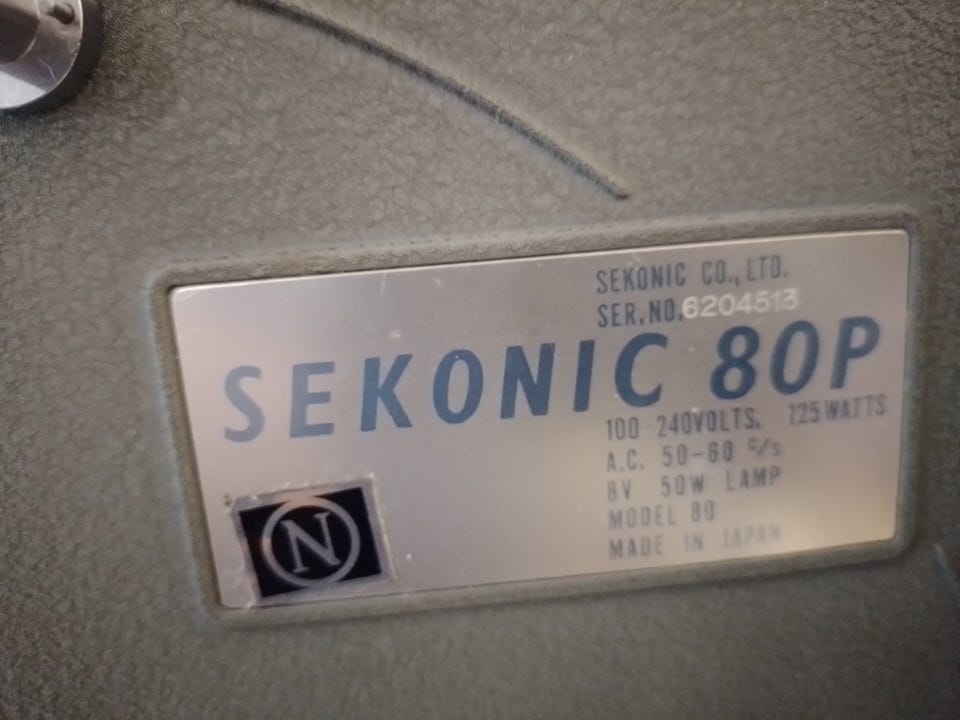 SEKONIC CO., LTD.
SER.NO.6204513
SEKONIC 80P
100-240VOLTS. 125WATTS
A.C. 50-60 c/s
8V 50W LAMP
MODEL 80
MADE IN JAPAN
N